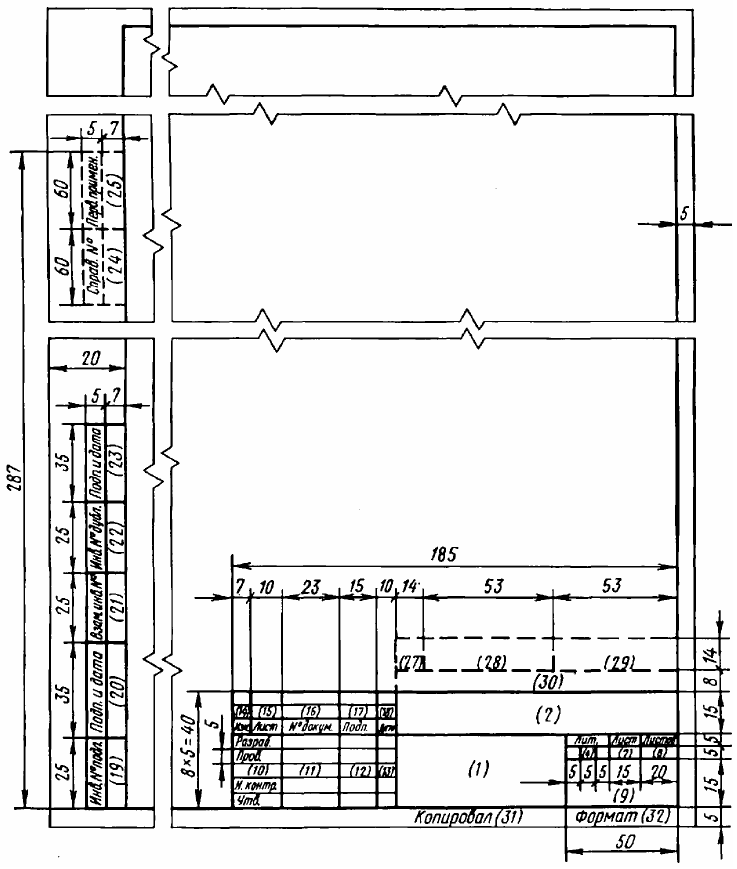 5 7
60
Перв. примен.
(25)
60
Справ. №
(24)
5
20
5 7
287
35
Подп. и дата
(23)
25
Инв. № дубл.
(22)
25
Взам. инв. №
(21)
35
Подп. и дата
(20)
25
Инв. № подл.
(19)
185
7 10 23 15 10 14 53 53
(27) (28) (29)
14
(30)
8
8×5=40
5
(14) (15) (16) (17) (18)
(2)
15
Изм Лист № докум. Подп. Дата
Разраб.
Лит. Лист Листов
5
Пров.
(4) (7) (8)
5
(10) (11) (12) (13)
(1)
5 5 5 15 20
15
Н. контр.
Утв.
(9)
Копировал (31) Формат (32)
5
50